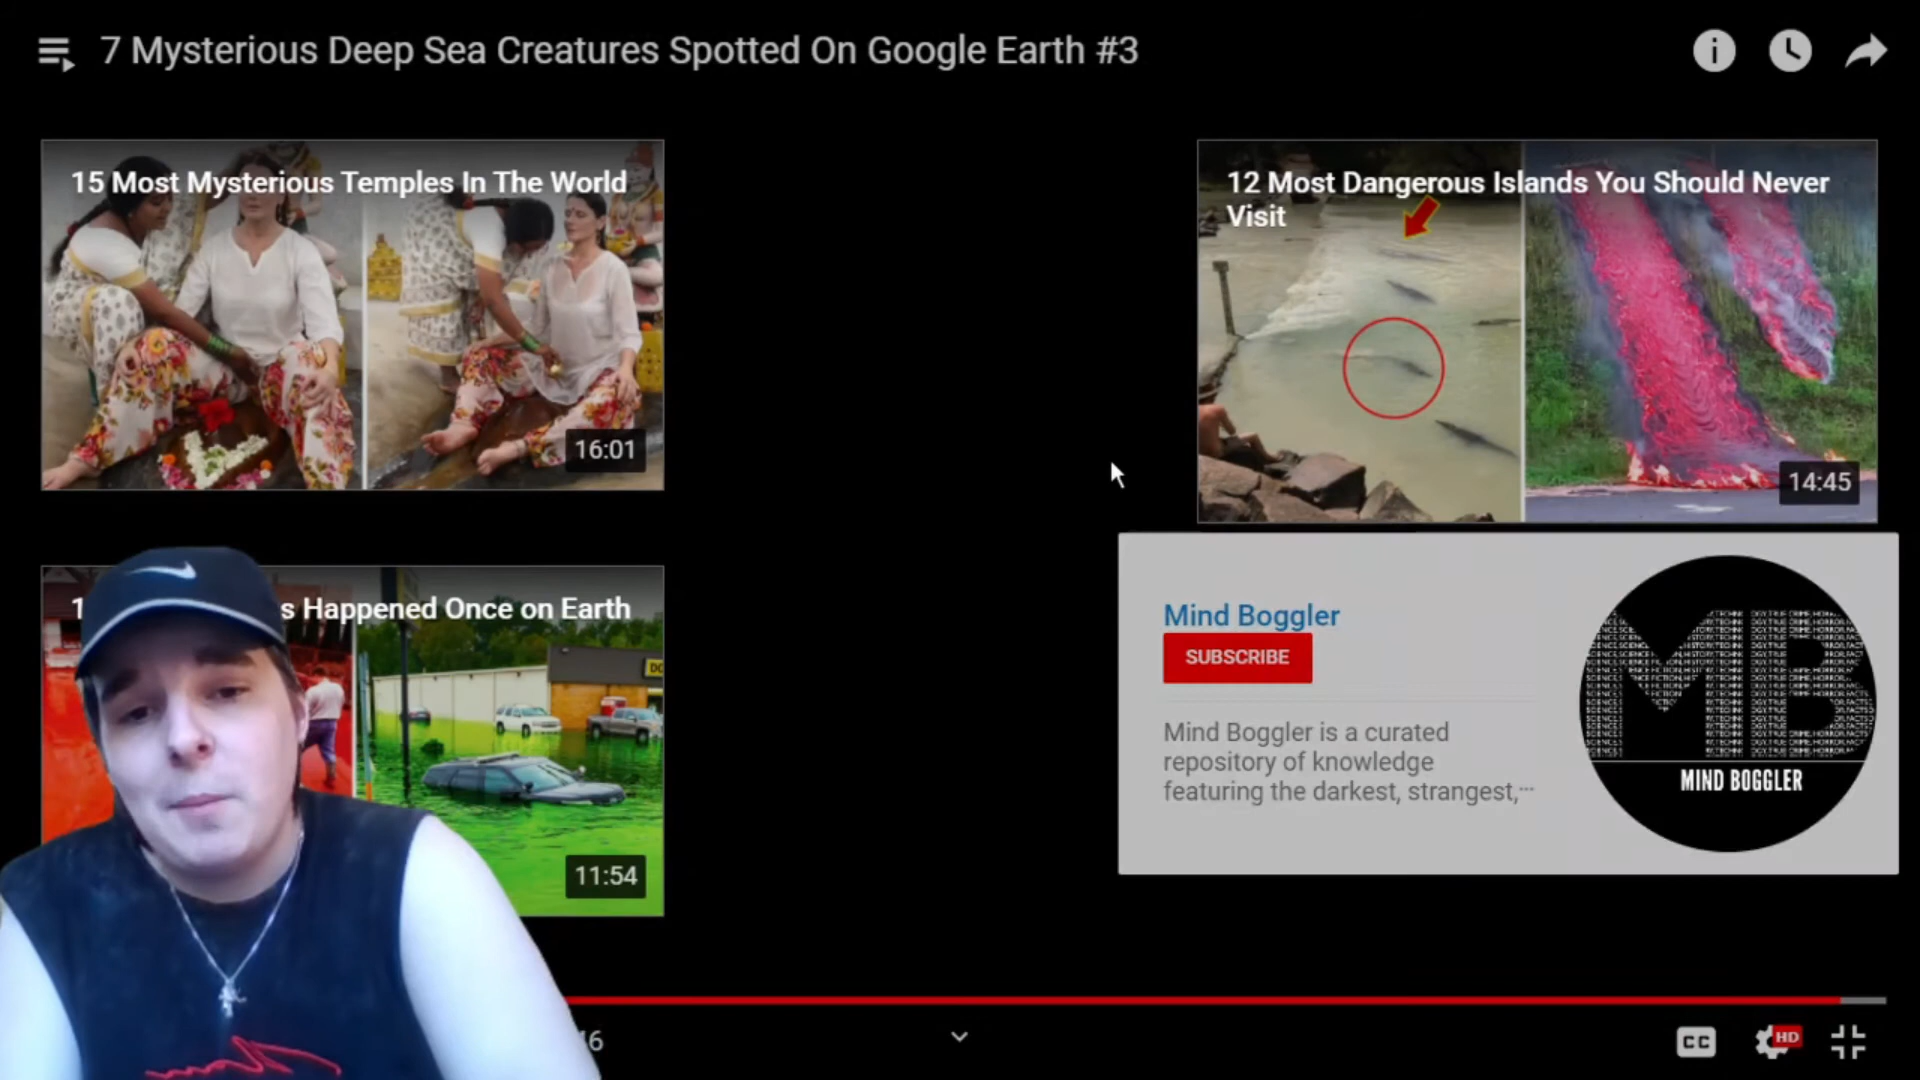 7 Mysterious Deep Sea Creatures Spotted On Google Earth #3
15 Most Mysterious Temples In The World
16:01
12 Most Dangerous Islands You Should Never
Visit
14:45
s Happened Once on Earth
11:54
Mind Boggler
SUBSCRIBE
Mind Boggler is a curated
repository of knowledge
featuring the darkest, strangest,...
MIND BOGGLER
CC
HD